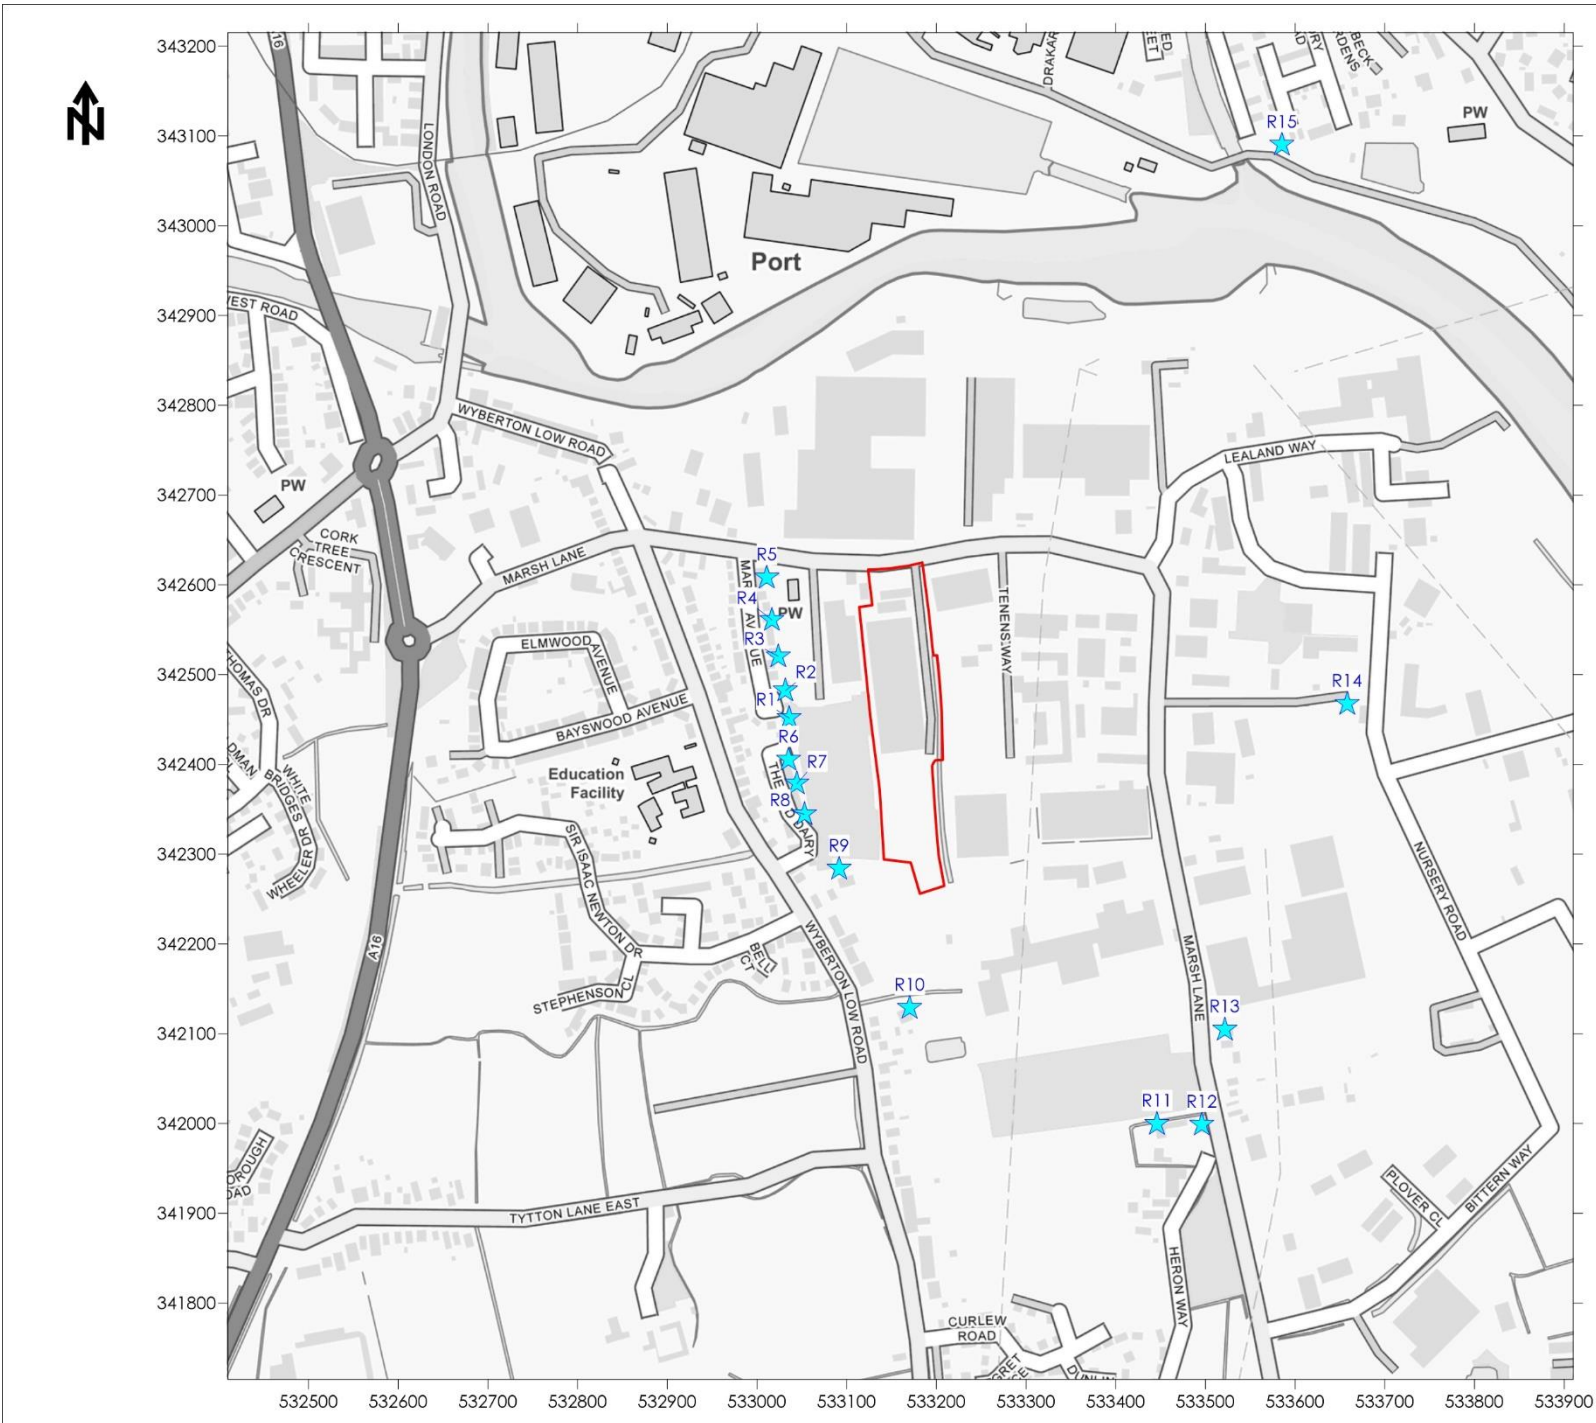 343200
343100
343000
342900
342800
342700
342600
342500
342400
342300
342200
342100
342000
341900
341800
532500
532600
532700
532800
532900
533000
533100
533200
533300
533400
533500
533600
533700
533800
533900
N
16
LONDON ROAD
DRAKAR
R15
PW
Port
WYBERTON LOW ROAD
PW
CORK
TREE
CRESCENT
MARSH LANE
LEALAND WAY
R5
R4
PW
R3
R2
R1
R6
R7
R8
R9
ELMWOOD
AVENUE
BAYSWOOD AVENUE
TENENS WAY
R14
Education
Facility
WHITE
BRIDGES
WHEELER RD
SIR ISAAC NEWTON DR
NURSERY ROAD
BELL
CT
STEPHENSON CL
A16
WYBERTON LOW ROAD
R10
MARSH LANE
R13
R11
R12
TYTTON LANE EAST
PLOVER CL
BITTERN WAY
HERON WAY
CURLEW
ROAD